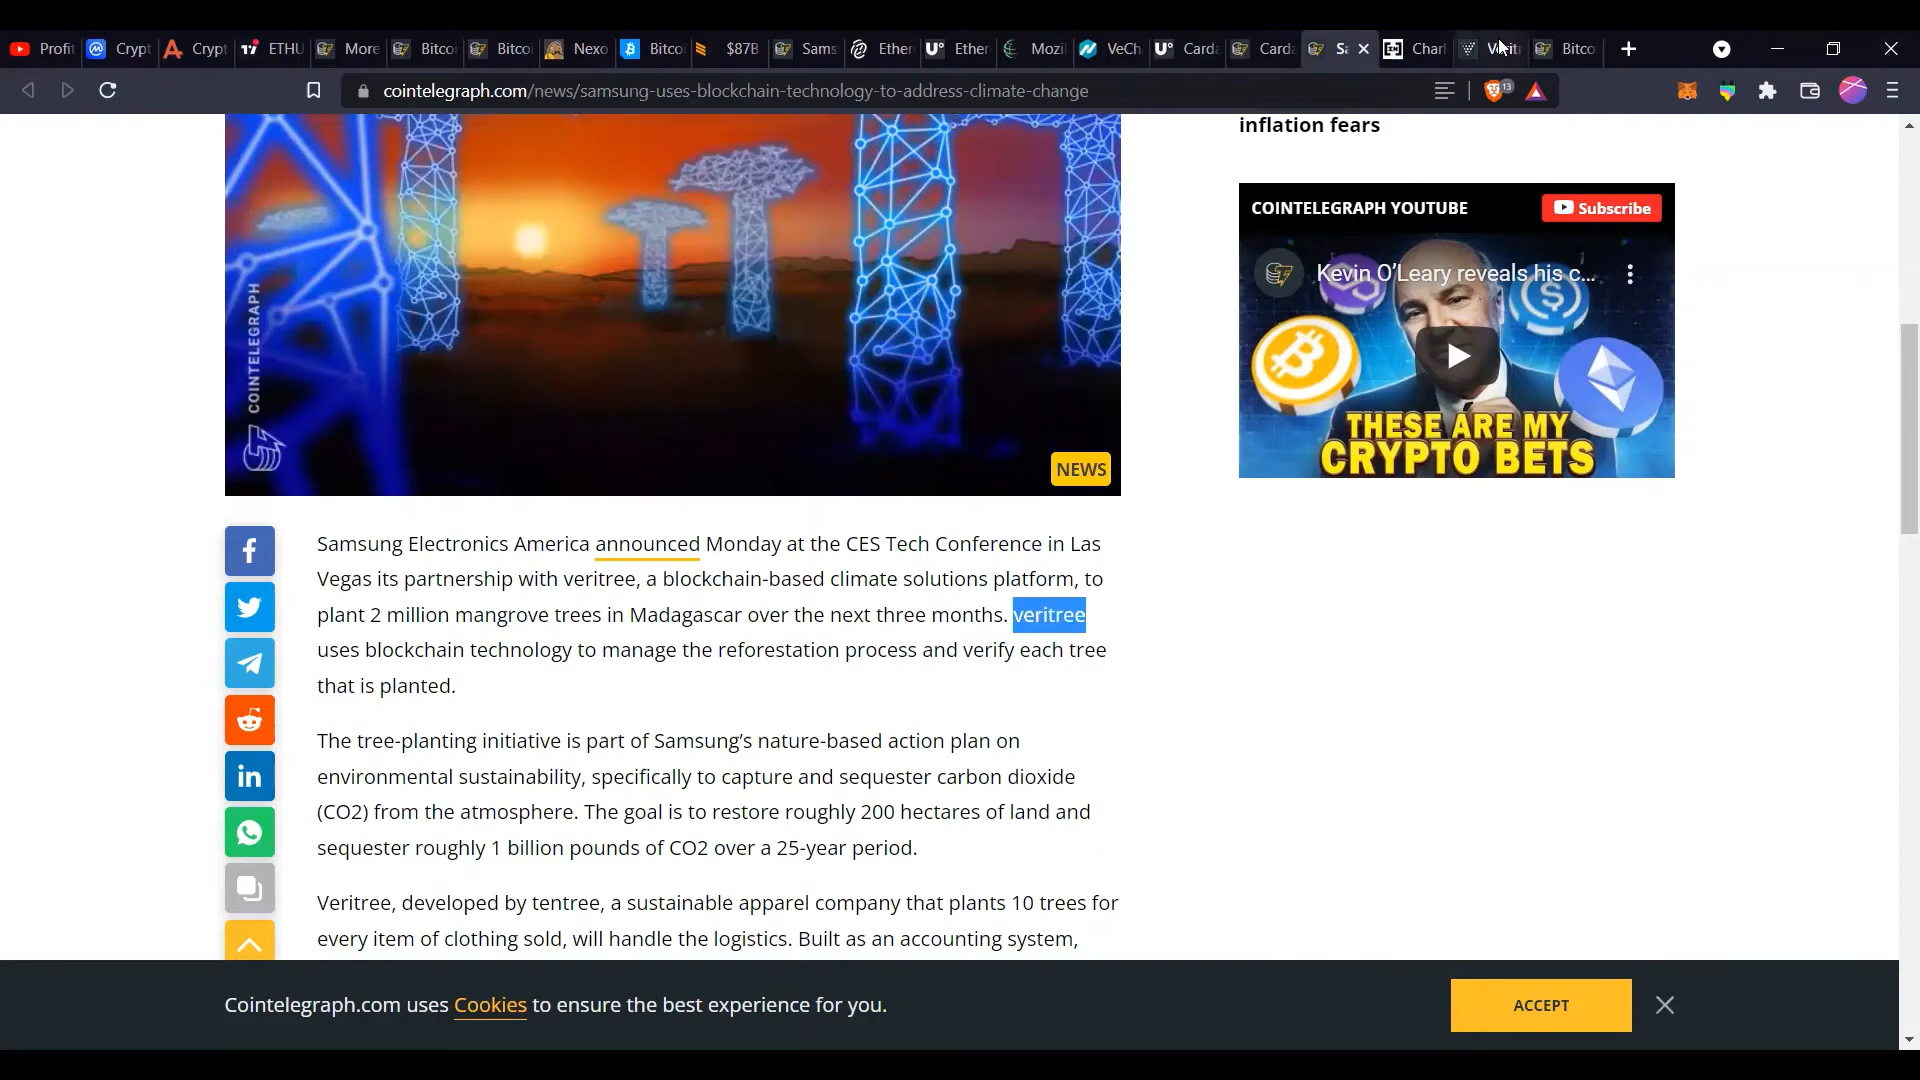 Profit
Crypt
Crypt
ETHU
More
Bitco
Bitco
Nexo
Bitco
$87B
Sams
Ether
Ether
Mozi
VeCh
Carda
Carda
Sa
Charl
Verit
Bitco
cointelegraph.com/news/samsung-uses-blockchain-technology-to-address-climate-change
13
inflation fears
COINTELEGRAPH YOUTUBE
Subscribe
Kevin O'Leary reveals his c...
THESE ARE MY
CRYPTO BETS
COINTELEGRAPH
NEWS
Samsung Electronics America announced Monday at the CES Tech Conference in Las
Vegas its partnership with veritree, a blockchain-based climate solutions platform, to
plant 2 million mangrove trees in Madagascar over the next three months. veritree
uses blockchain technology to manage the reforestation process and verify each tree
that is planted.
The tree-planting initiative is part of Samsung’s nature-based action plan on
environmental sustainability, specifically to capture and sequester carbon dioxide
(CO2) from the atmosphere. The goal is to restore roughly 200 hectares of land and
sequester roughly 1 billion pounds of CO2 over a 25-year period.
Veritree, developed by tentree, a sustainable apparel company that plants 10 trees for
every item of clothing sold, will handle the logistics. Built as an accounting system,
Cointelegraph.com uses Cookies to ensure the best experience for you.
ACCEPT